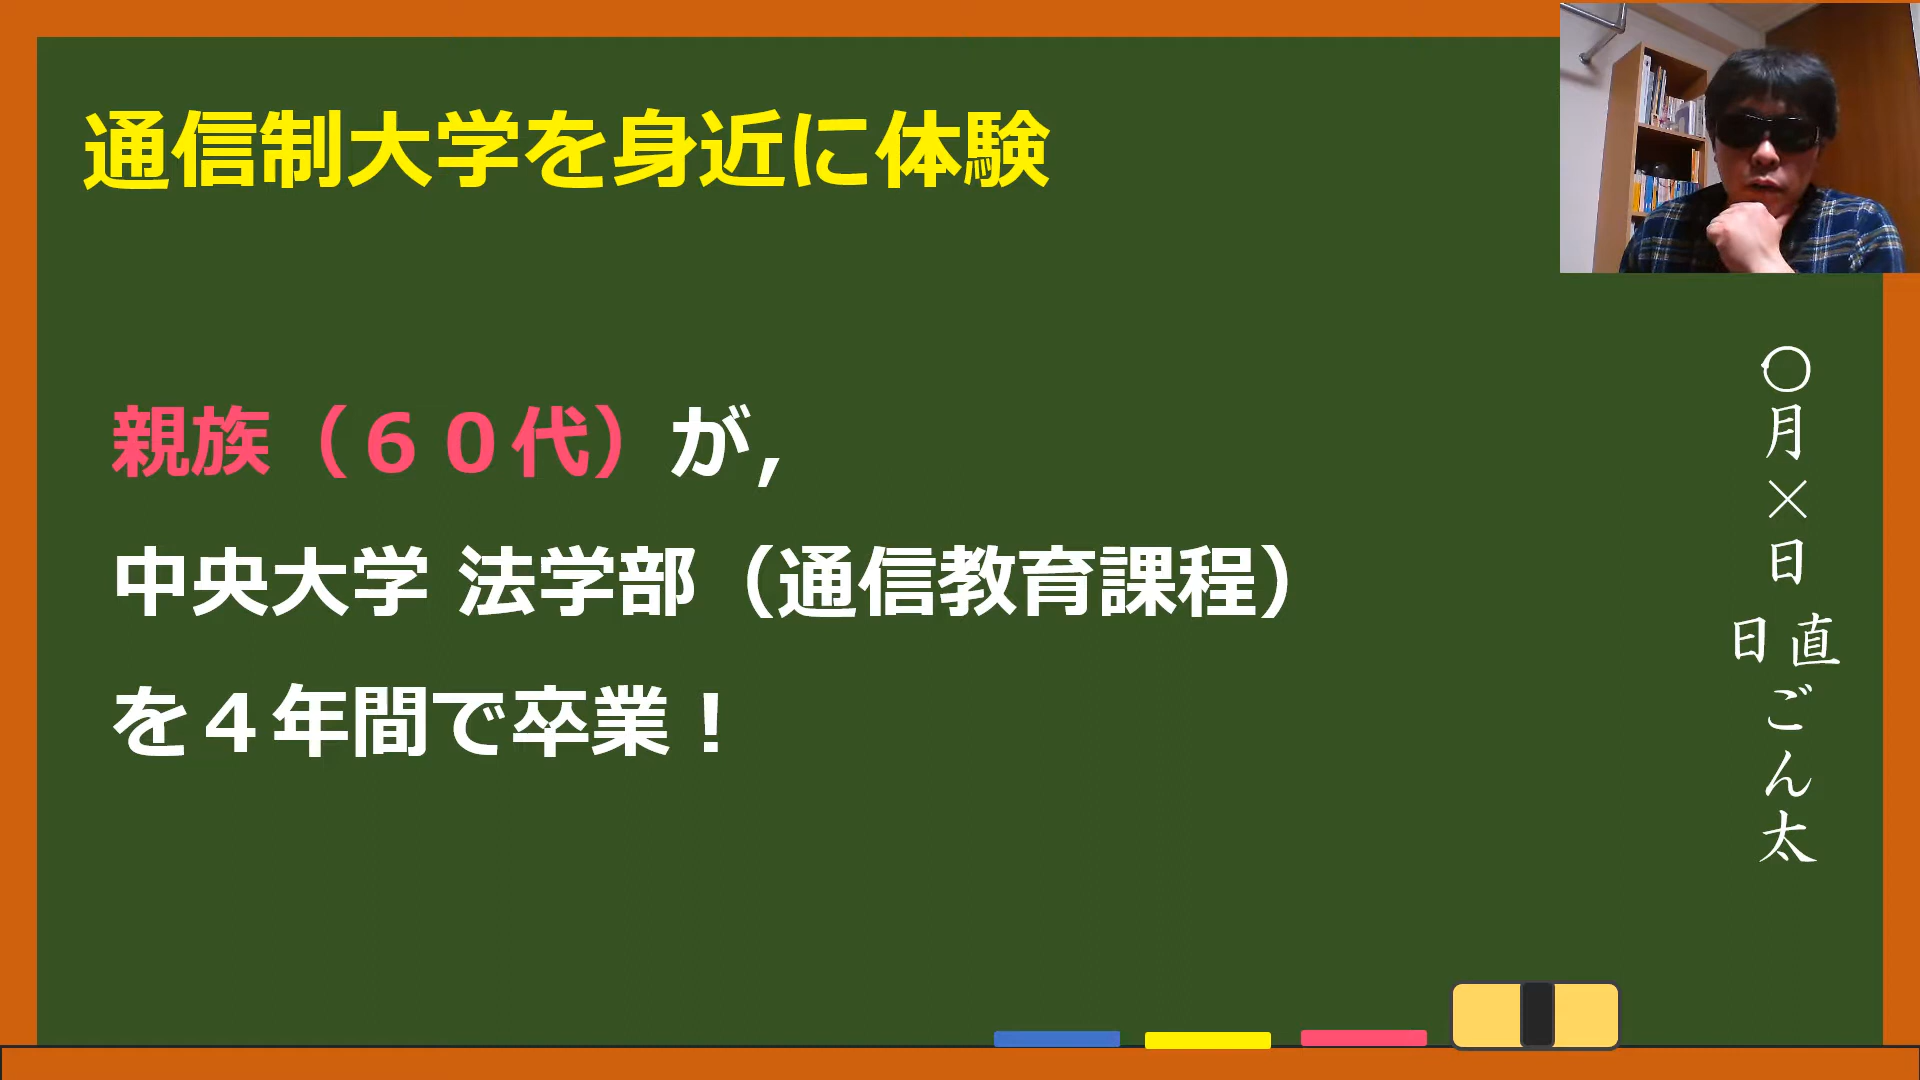 通信制大学を身近に体験
親族（６０代）が，
中央大学 法学部（通信教育課程）
を４年間で卒業！
〇月×日
日直
ごん太